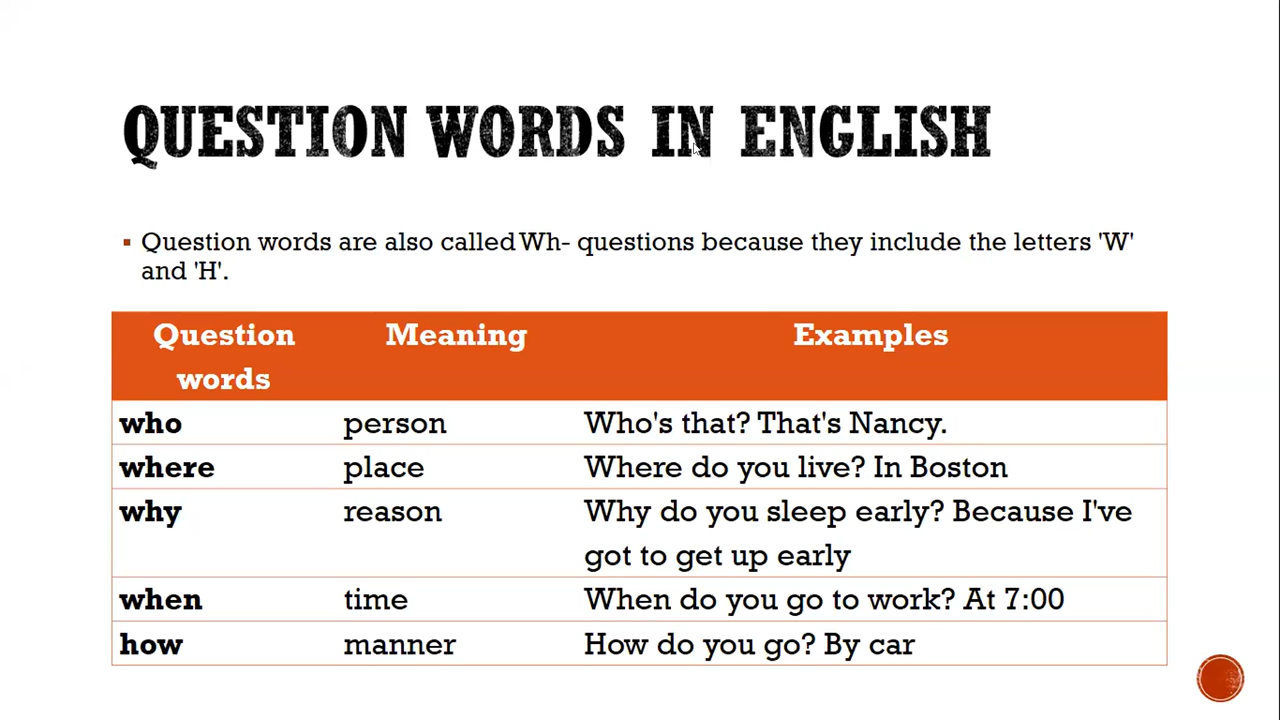 QUESTION WORDS IN ENGLISH
Question words are also called Wh- questions because they include the letters 'W'
and 'H'.
Question words Meaning Examples
who person Who's that? That's Nancy.
where place Where do you live? In Boston
why reason Why do you sleep early? Because I've
got to get up early
when time When do you go to work? At 7:00
how manner How do you go? By car